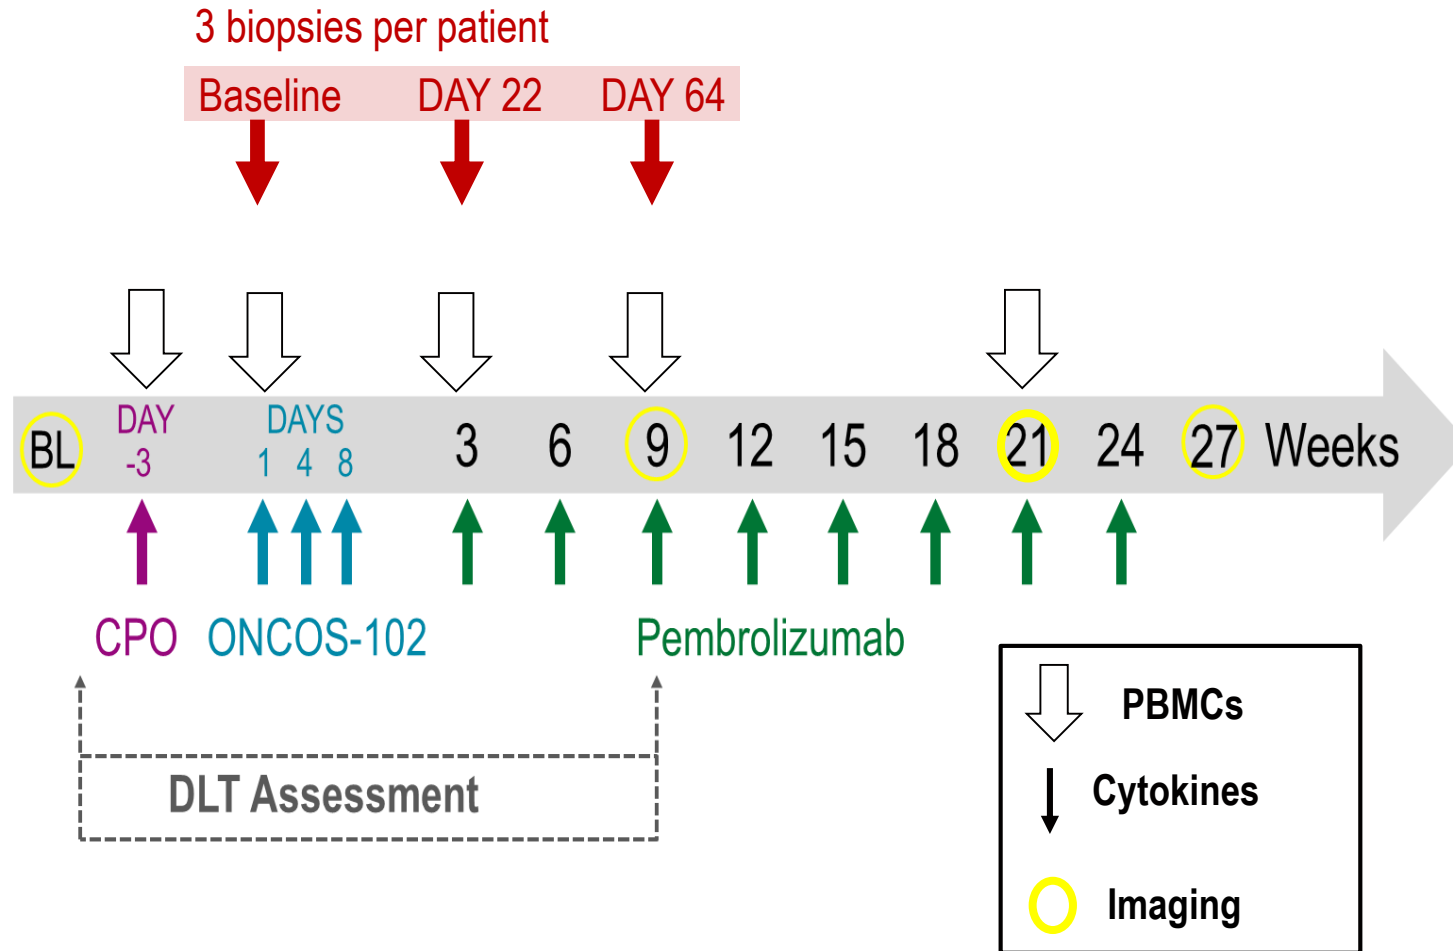 3 biopsies per patient
Baseline DAY 22 DAY 64
DAY
-3
DAYS
1 4 8
BL 3 6 9 12 15 18 21 24 27 Weeks
CPO ONCOS-102 Pembrolizumab
DLT Assessment
PBMCs
Cytokines
Imaging